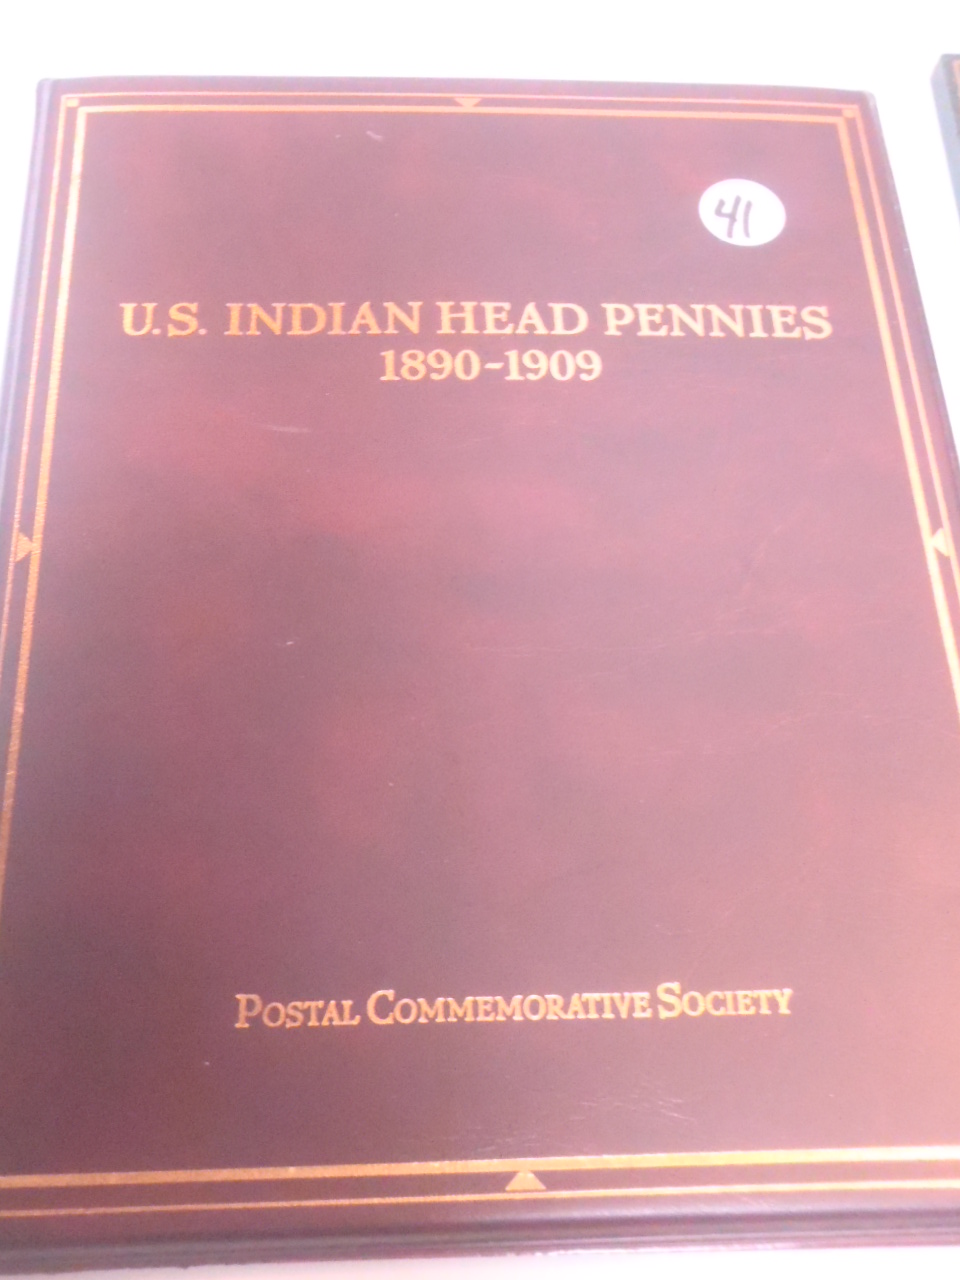 41
U.S. INDIAN HEAD PENNIES
1890-1909
POSTAL COMMEMORATIVE SOCIETY